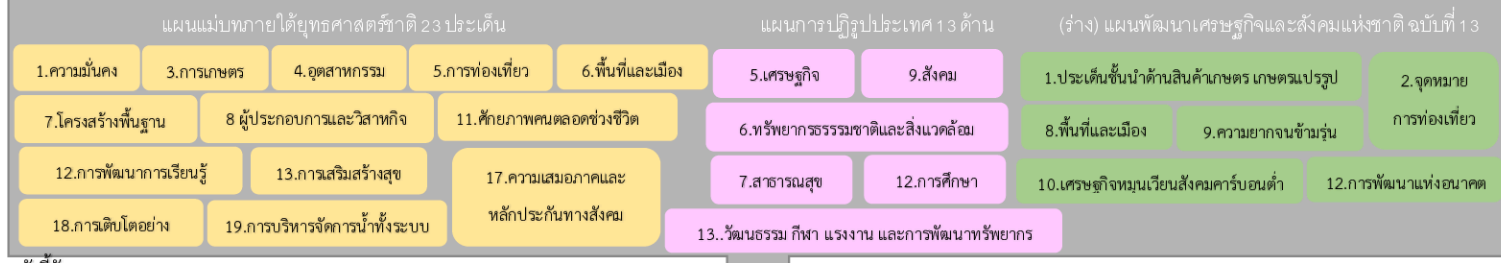 แผนแม่บทภายใต้ยุทธศาสตร์ชาติ 23 ประเด็น
1.ความมั่นคง
3.การเกษตร
4.อุตสาหกรรม
5.การท่องเที่ยว
6.พื้นที่และเมือง
7.โครงสร้างพื้นฐาน
8 ผู้ประกอบการและวิสาหกิจ
11.ศักยภาพคนตลอดช่วงชีวิต
12.การพัฒนาการเรียนรู้
13.การเสริมสร้างสุข
17.ความเสมอภาคและ
หลักประกันทางสังคม
18.การเติบโตอย่าง
19.การบริหารจัดการน้ำทั้งระบบ
แผนการปฏิรูปประเทศ 13 ด้าน
5.เศรษฐกิจ
9.สังคม
6.ทรัพยากรธรรรมชาติและสิ่งแวดล้อม
7.สาธารณสุข
12.การศึกษา
13..วัฒนธรรม กีฬา แรงงาน และการพัฒนาทรัพยากร
(ร่าง) แผนพัฒนาเศรษฐกิจและสังคมแห่งชาติ ฉบับที่ 13
1.ประเด็นชั้นนำด้านสินค้าเกษตร เกษตรแปรรูป
2.จุดหมาย
การท่องเที่ยว
8.พื้นที่และเมือง
9.ความยากจนข้ามรุ่น
10.เศรษฐกิจหมุนเวียนสังคมคาร์บอนต่ำ
12.การพัฒนาแห่งอนาคต